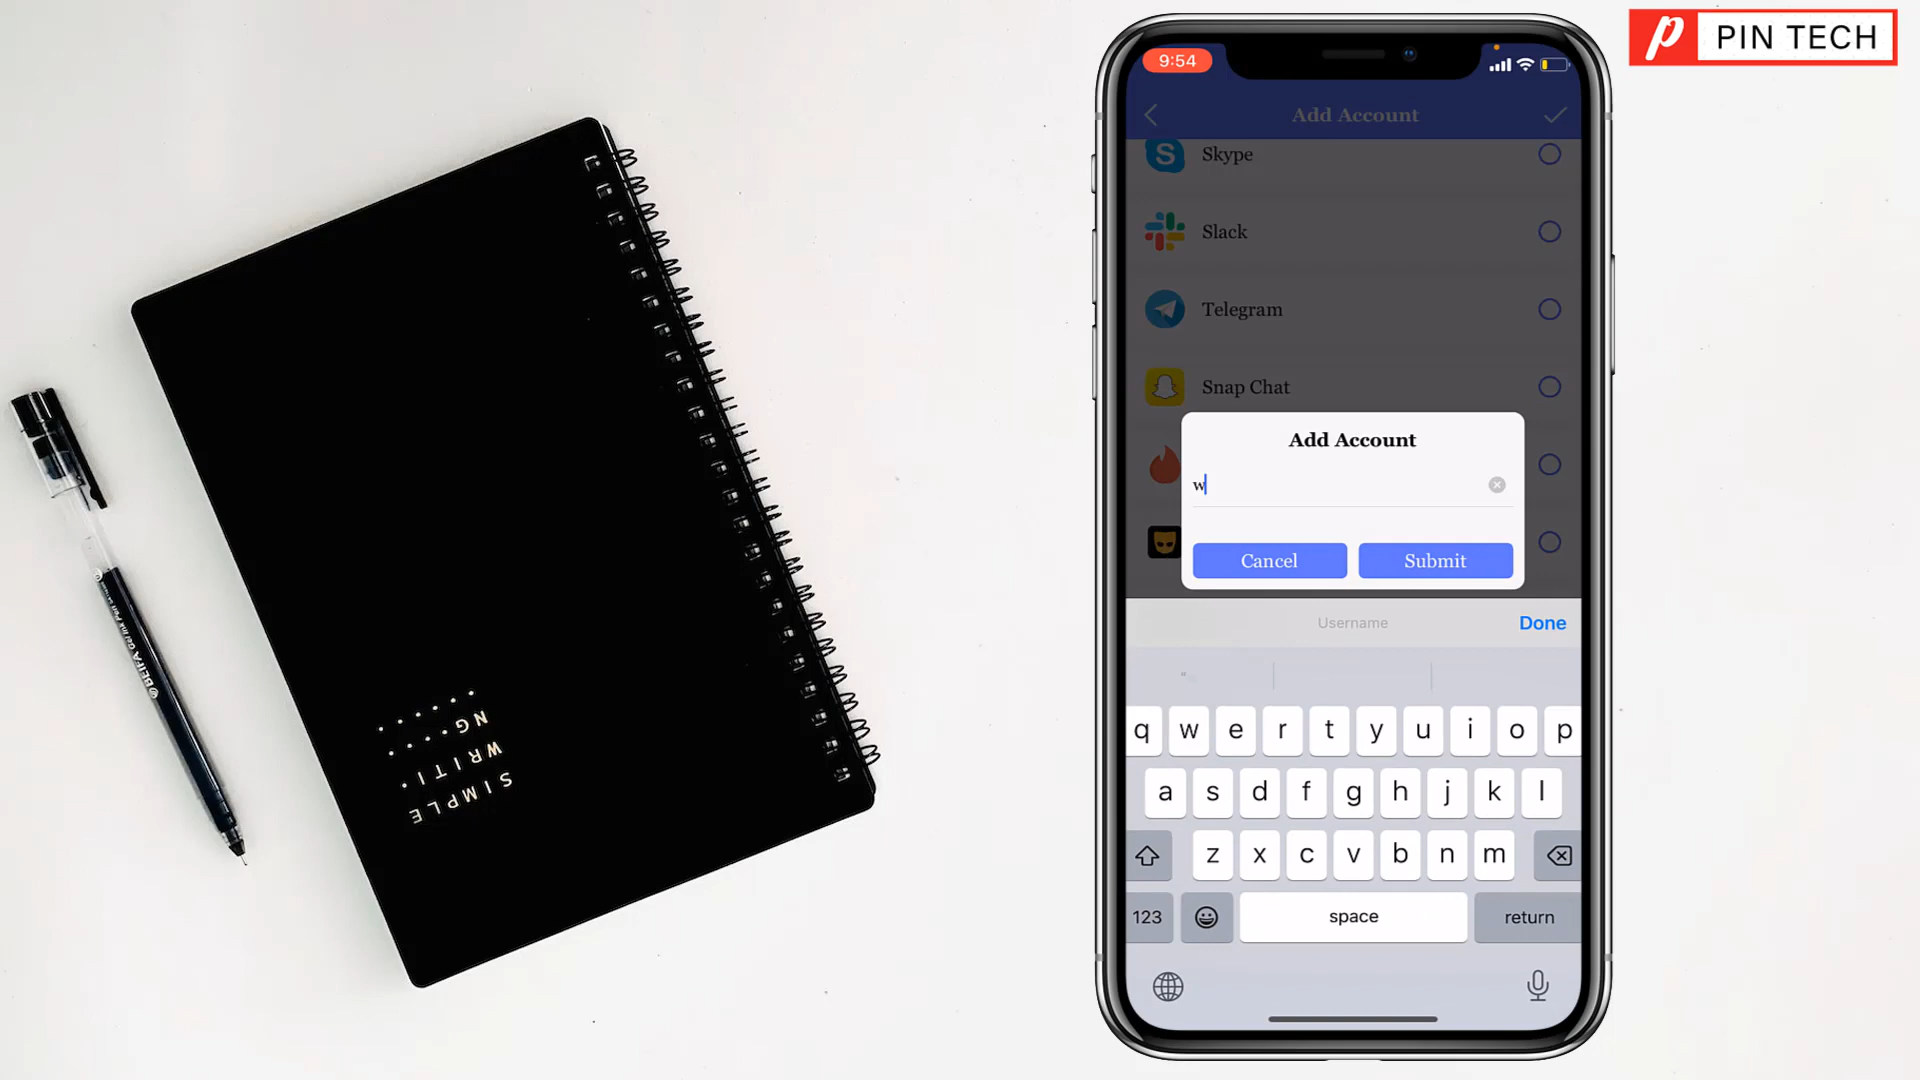 PIN TECH
9:54
Add Account
Skype
Slack
Telegram
Snap Chat
Add Account
w
Cancel
Submit
Username
Done
q w e r t y u i o p
a s d f g h j k l
z x c v b n m
123
space
return
SIMPLE
WRITI
NG